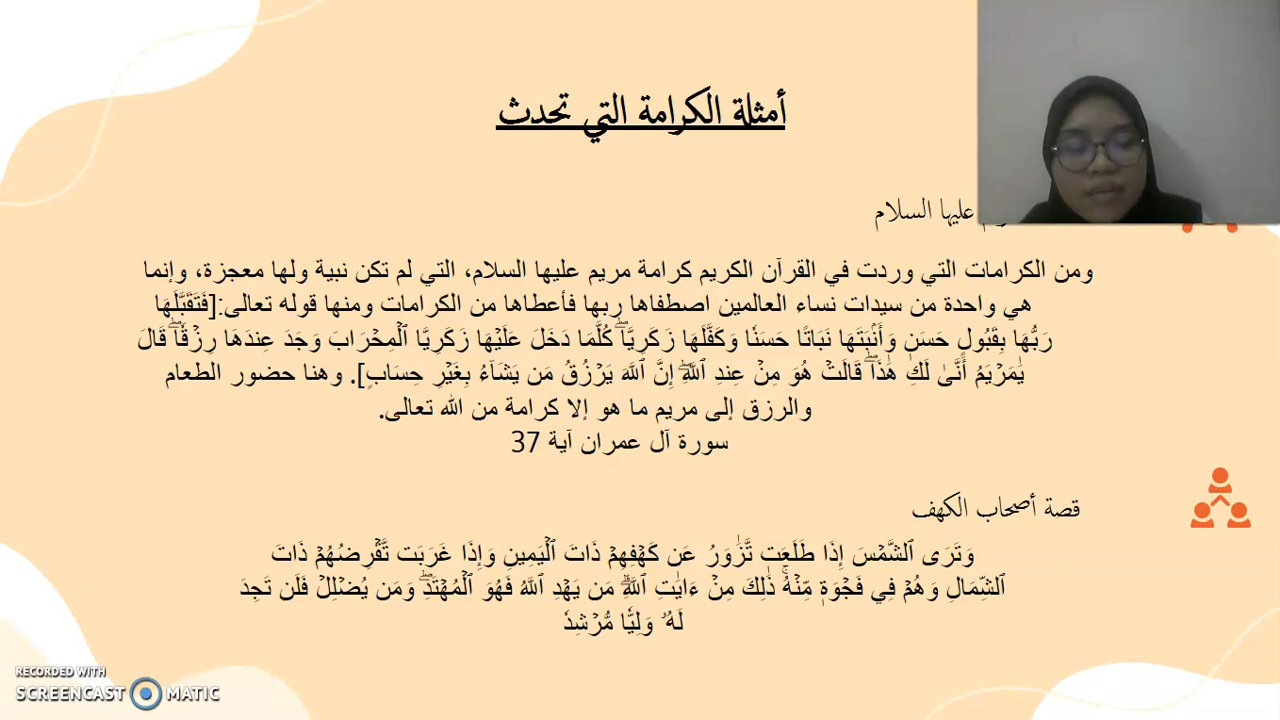 أمثلة الكرامة التي تحدث
عليها السلام
ومن الكرامات التي وردت في القرآن الكريم كرامة مريم عليها السلام، التي لم تكن نبية ولها معجزة، وإنما
هي واحدة من سيدات نساء العالمين اصطفاها ربها فأعطاها من الكرامات ومنها قوله تعالى:[فَتَقَبَّلَهَا
رَبُّهَا بِقَبُولٍ حَسَنٖ وَأَنۢبَتَهَا نَبَاتًا حَسَنٗا وَكَفَّلَهَا زَكَرِيَّاۖ كُلَّمَا دَخَلَ عَلَيۡهَا زَكَرِيَّا ٱلۡمِحۡرَابَ وَجَدَ عِندَهَا رِزۡقٗاۖ قَالَ
يَٰمَرۡيَمُ أَنَّىٰ لَكِ هَٰذَاۖ قَالَتۡ هُوَ مِنۡ عِندِ ٱللَّهِۖ إِنَّ ٱللَّهَ يَرۡزُقُ مَن يَشَآءُ بِغَيۡرِ حِسَابٍ]. وهنا حضور الطعام
والرزق إلى مريم ما هو إلا كرامة من الله تعالى.
سورة آل عمران آية 37
قصة أصحاب الكهف
وَتَرَى ٱلشَّمۡسَ إِذَا طَلَعَت تَّزَٰوَرُ عَن كَهۡفِهِمۡ ذَاتَ ٱلۡيَمِينِ وَإِذَا غَرَبَت تَّقۡرِضُهُمۡ ذَاتَ
ٱلشِّمَالِ وَهُمۡ فِي فَجۡوَةٖ مِّنۡهُۚ ذَٰلِكَ مِنۡ ءَايَٰتِ ٱللَّهِۗ مَن يَهۡدِ ٱللَّهُ فَهُوَ ٱلۡمُهۡتَدِۖ وَمَن يُضۡلِلۡ فَلَن تَجِدَ
لَهُۥ وَلِيّٗا مُّرۡشِدٗ
RECORDED WITH
SCREENCAST MATIC